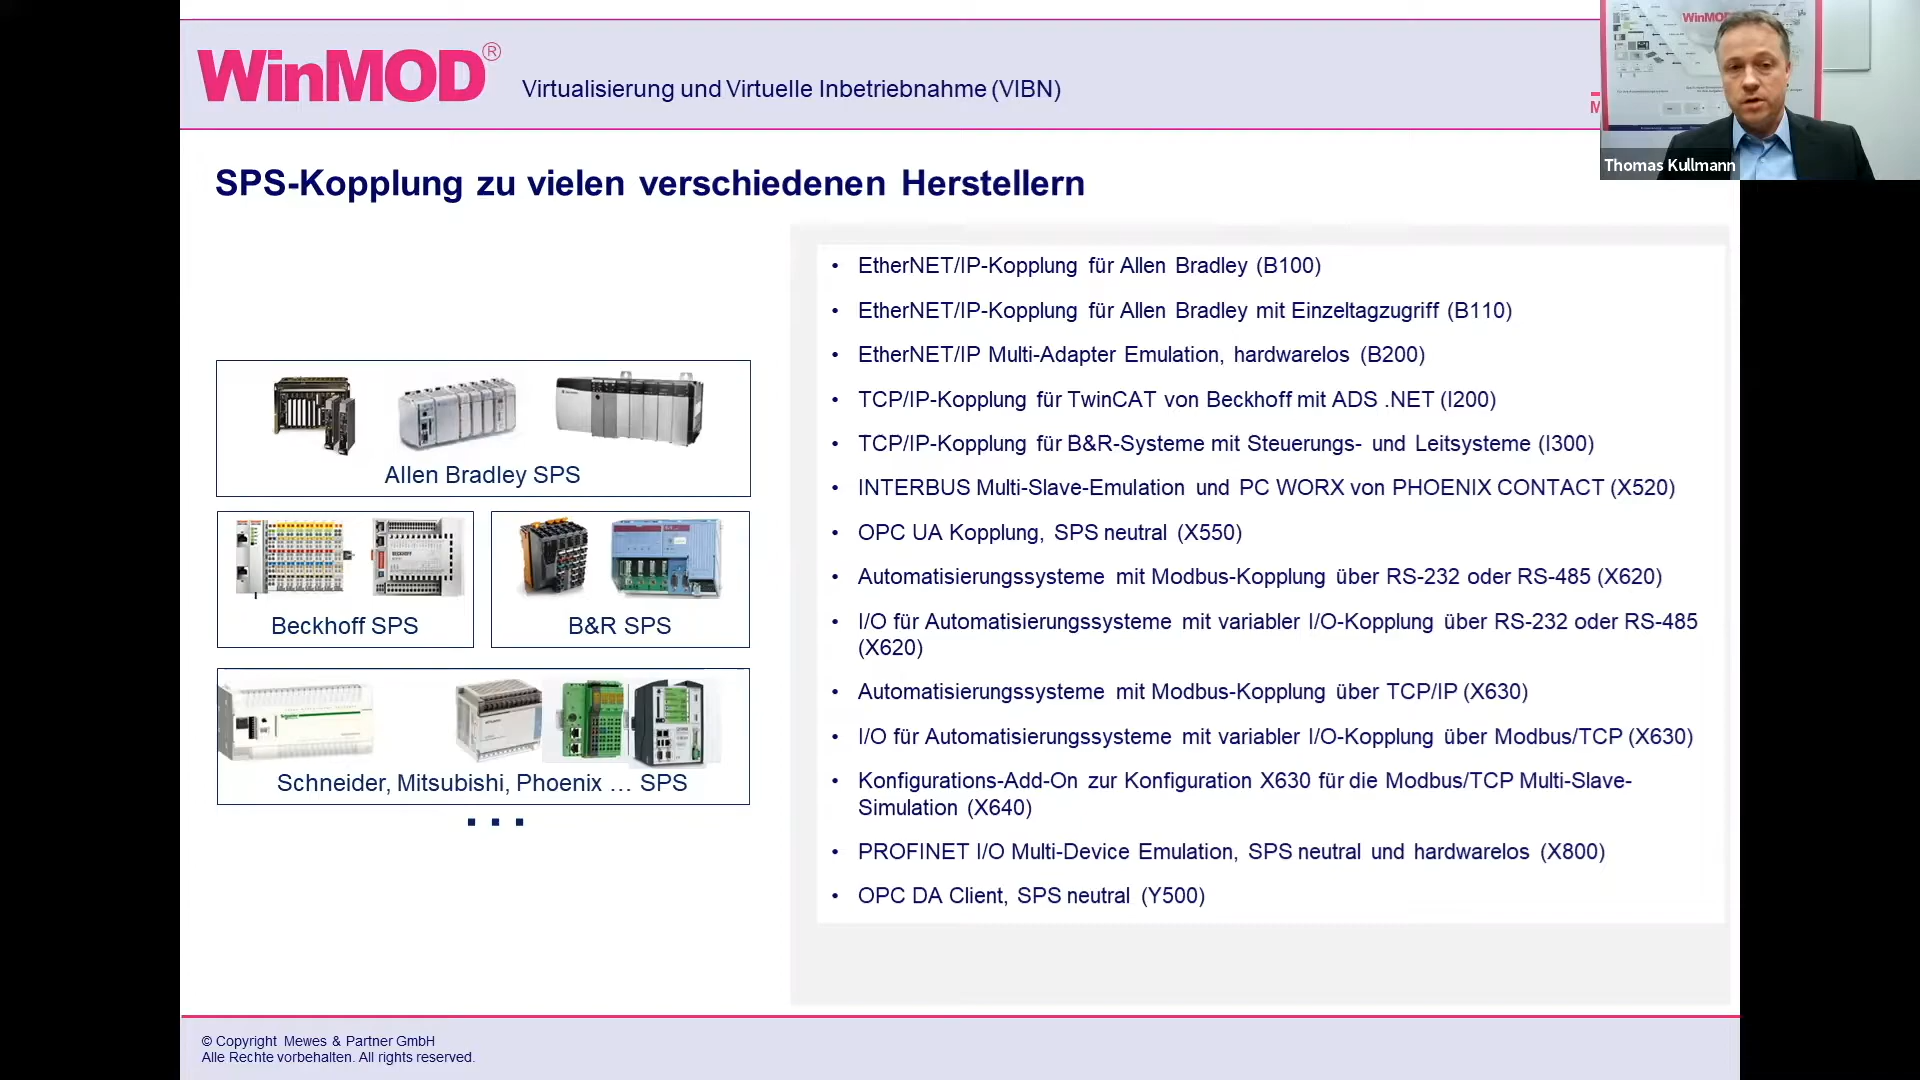 WinMOD®
Virtualisierung und Virtuelle Inbetriebnahme (VIBN)
WinMOD
Thomas Kullmann
SPS-Kopplung zu vielen verschiedenen Herstellern
Allen Bradley SPS
BECKHOFF
Beckhoff SPS
B&R SPS
Schneider, Mitsubishi, Phoenix … SPS
• EtherNET/IP-Kopplung für Allen Bradley (B100)
• EtherNET/IP-Kopplung für Allen Bradley mit Einzeltagzugriff (B110)
• EtherNET/IP Multi-Adapter Emulation, hardwarelos (B200)
• TCP/IP-Kopplung für TwinCAT von Beckhoff mit ADS .NET (I200)
• TCP/IP-Kopplung für B&R-Systeme mit Steuerungs- und Leitsysteme (I300)
• INTERBUS Multi-Slave-Emulation und PC WORX von PHOENIX CONTACT (X520)
• OPC UA Kopplung, SPS neutral (X550)
• Automatisierungssysteme mit Modbus-Kopplung über RS-232 oder RS-485 (X620)
• I/O für Automatisierungssysteme mit variabler I/O-Kopplung über RS-232 oder RS-485
(X620)
• Automatisierungssysteme mit Modbus-Kopplung über TCP/IP (X630)
• I/O für Automatisierungssysteme mit variabler I/O-Kopplung über Modbus/TCP (X630)
• Konfigurations-Add-On zur Konfiguration X630 für die Modbus/TCP Multi-Slave-
Simulation (X640)
• PROFINET I/O Multi-Device Emulation, SPS neutral und hardwarelos (X800)
• OPC DA Client, SPS neutral (Y500)
© Copyright Mewes & Partner GmbH
Alle Rechte vorbehalten. All rights reserved.